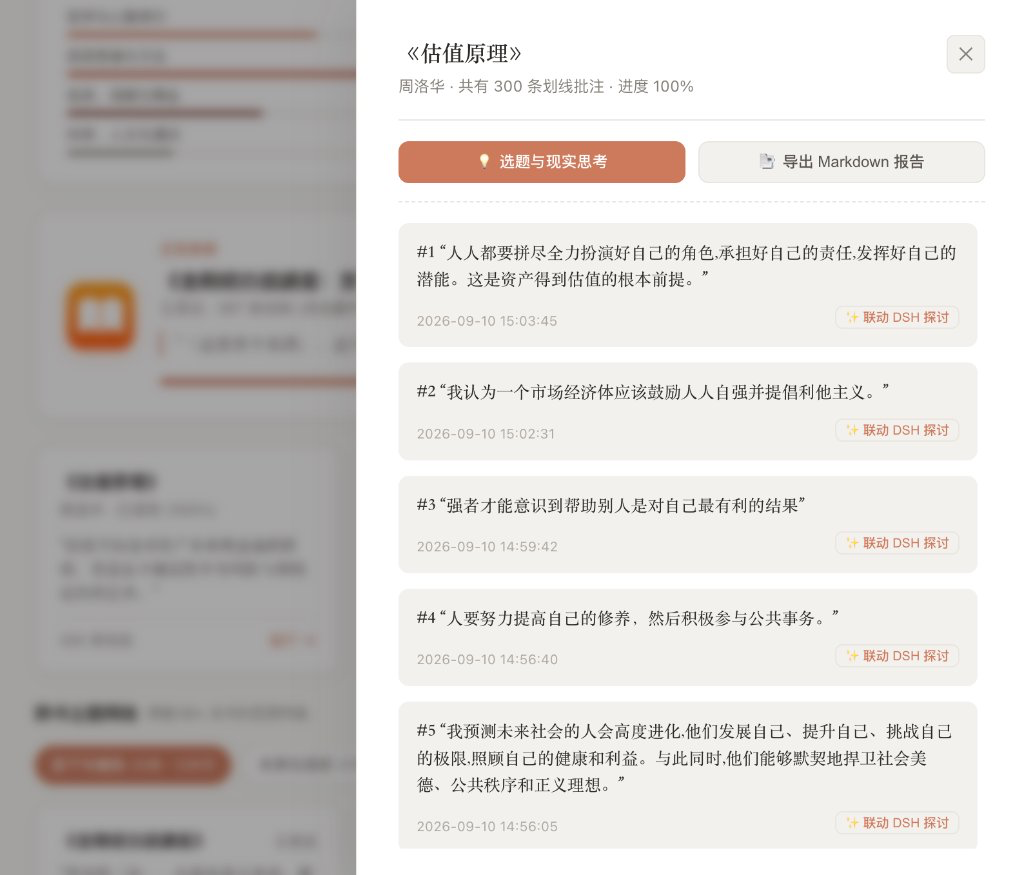 《估值原理》
周洛华 · 共有 300 条划线批注 · 进度 100%
选题与现实思考
导出 Markdown 报告
#1 “人人都要拼尽全力扮演好自己的角色,承担好自己的责任,发挥好自己的
潜能。这是资产得到估值的根本前提。”
2026-09-10 15:03:45
联动 DSH 探讨
#2 “我认为一个市场经济体应该鼓励人人自强并提倡利他主义。”
2026-09-10 15:02:31
联动 DSH 探讨
#3 “强者才能意识到帮助别人是对自己最有利的结果”
2026-09-10 14:59:42
联动 DSH 探讨
#4 “人要努力提高自己的修养，然后积极参与公共事务。”
2026-09-10 14:56:40
联动 DSH 探讨
#5 “我预测未来社会的人会高度进化,他们发展自己、提升自己、挑战自己
的极限,照顾自己的健康和利益。与此同时,他们能够默契地捍卫社会美
德、公共秩序和正义理想。”
2026-09-10 14:56:05
联动 DSH 探讨